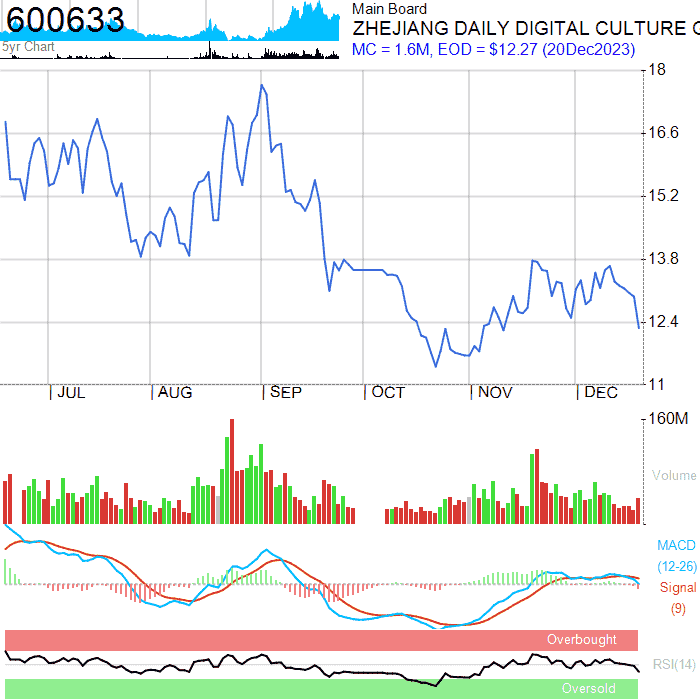 600633
5yr Chart
Main Board
ZHEJIANG DAILY DIGITAL CULTURE
MC = 1.6M, EOD = $12.27 (20Dec2023)
18
16.6
15.2
13.8
12.4
11
JUL AUG SEP OCT NOV DEC
160M
Volume
MACD
(12-26)
Signal
(9)
Overbought
RSI(14)
Oversold